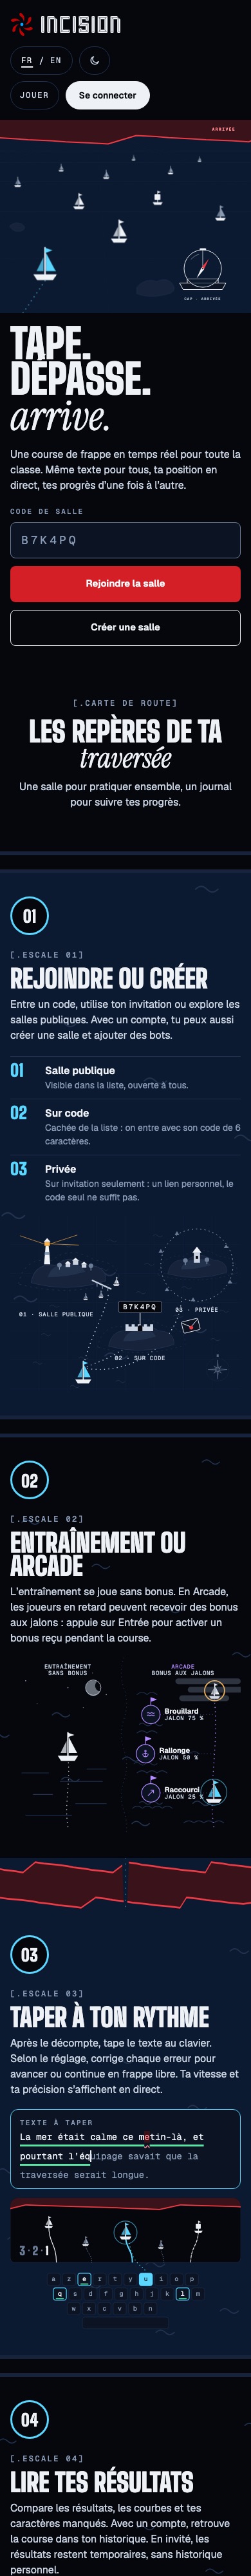 INCISION
FR / EN
JOUER
Se connecter
ARRIVÉE
CAP · ARRIVÉE
TAPE.
DÉPASSE.
arrive.
Une course de frappe en temps réel pour toute la
classe. Même texte pour tous, ta position en
direct, tes progrès d’une fois à l’autre.
CODE DE SALLE
B7K4PQ
Rejoindre la salle
Créer une salle
[.CARTE DE ROUTE]
LES REPÈRES DE TA
traversée
Une salle pour pratiquer ensemble, un journal
pour suivre tes progrès.
01
[.ESCALE 01]
REJOINDRE OU CRÉER
Entre un code, utilise ton invitation ou explore les
salles publiques. Avec un compte, tu peux aussi
créer une salle et ajouter des bots.
01 Salle publique
Visible dans la liste, ouverte à tous.
02 Sur code
Cachée de la liste : on entre avec son code de 6
caractères.
03 Privée
Sur invitation seulement : un lien personnel, le
code seul ne suffit pas.
B7K4PQ
01 · SALLE PUBLIQUE
03 · PRIVÉE
02 · SUR CODE
02
[.ESCALE 02]
ENTRAÎNEMENT OU
ARCADE
L’entraînement se joue sans bonus. En Arcade,
les joueurs en retard peuvent recevoir des bonus
aux jalons : appuie sur Entrée pour activer un
bonus reçu pendant la course.
ENTRAÎNEMENT
SANS BONUS
ARCADE
BONUS AUX JALONS
Brouillard
JALON 75 %
Rallonge
JALON 50 %
Raccourci
JALON 25 %
03
[.ESCALE 03]
TAPER À TON RYTHME
Après le décompte, tape le texte au clavier.
Selon le réglage, corrige chaque erreur pour
avancer ou continue en frappe libre. Ta vitesse et
ta précision s’affichent en direct.
TEXTE À TAPER
La mer était calme ce matin-là, et
pourtant l’équipage savait que la
traversée serait longue.
3·2·1
a z e r t y u i o p
q s d f g h j k l m
w x c v b n
04
[.ESCALE 04]
LIRE TES RÉSULTATS
Compare les résultats, les courbes et tes
caractères manqués. Avec un compte, retrouve
la course dans ton historique. En invité, les
résultats restent temporaires, sans historique
personnel.